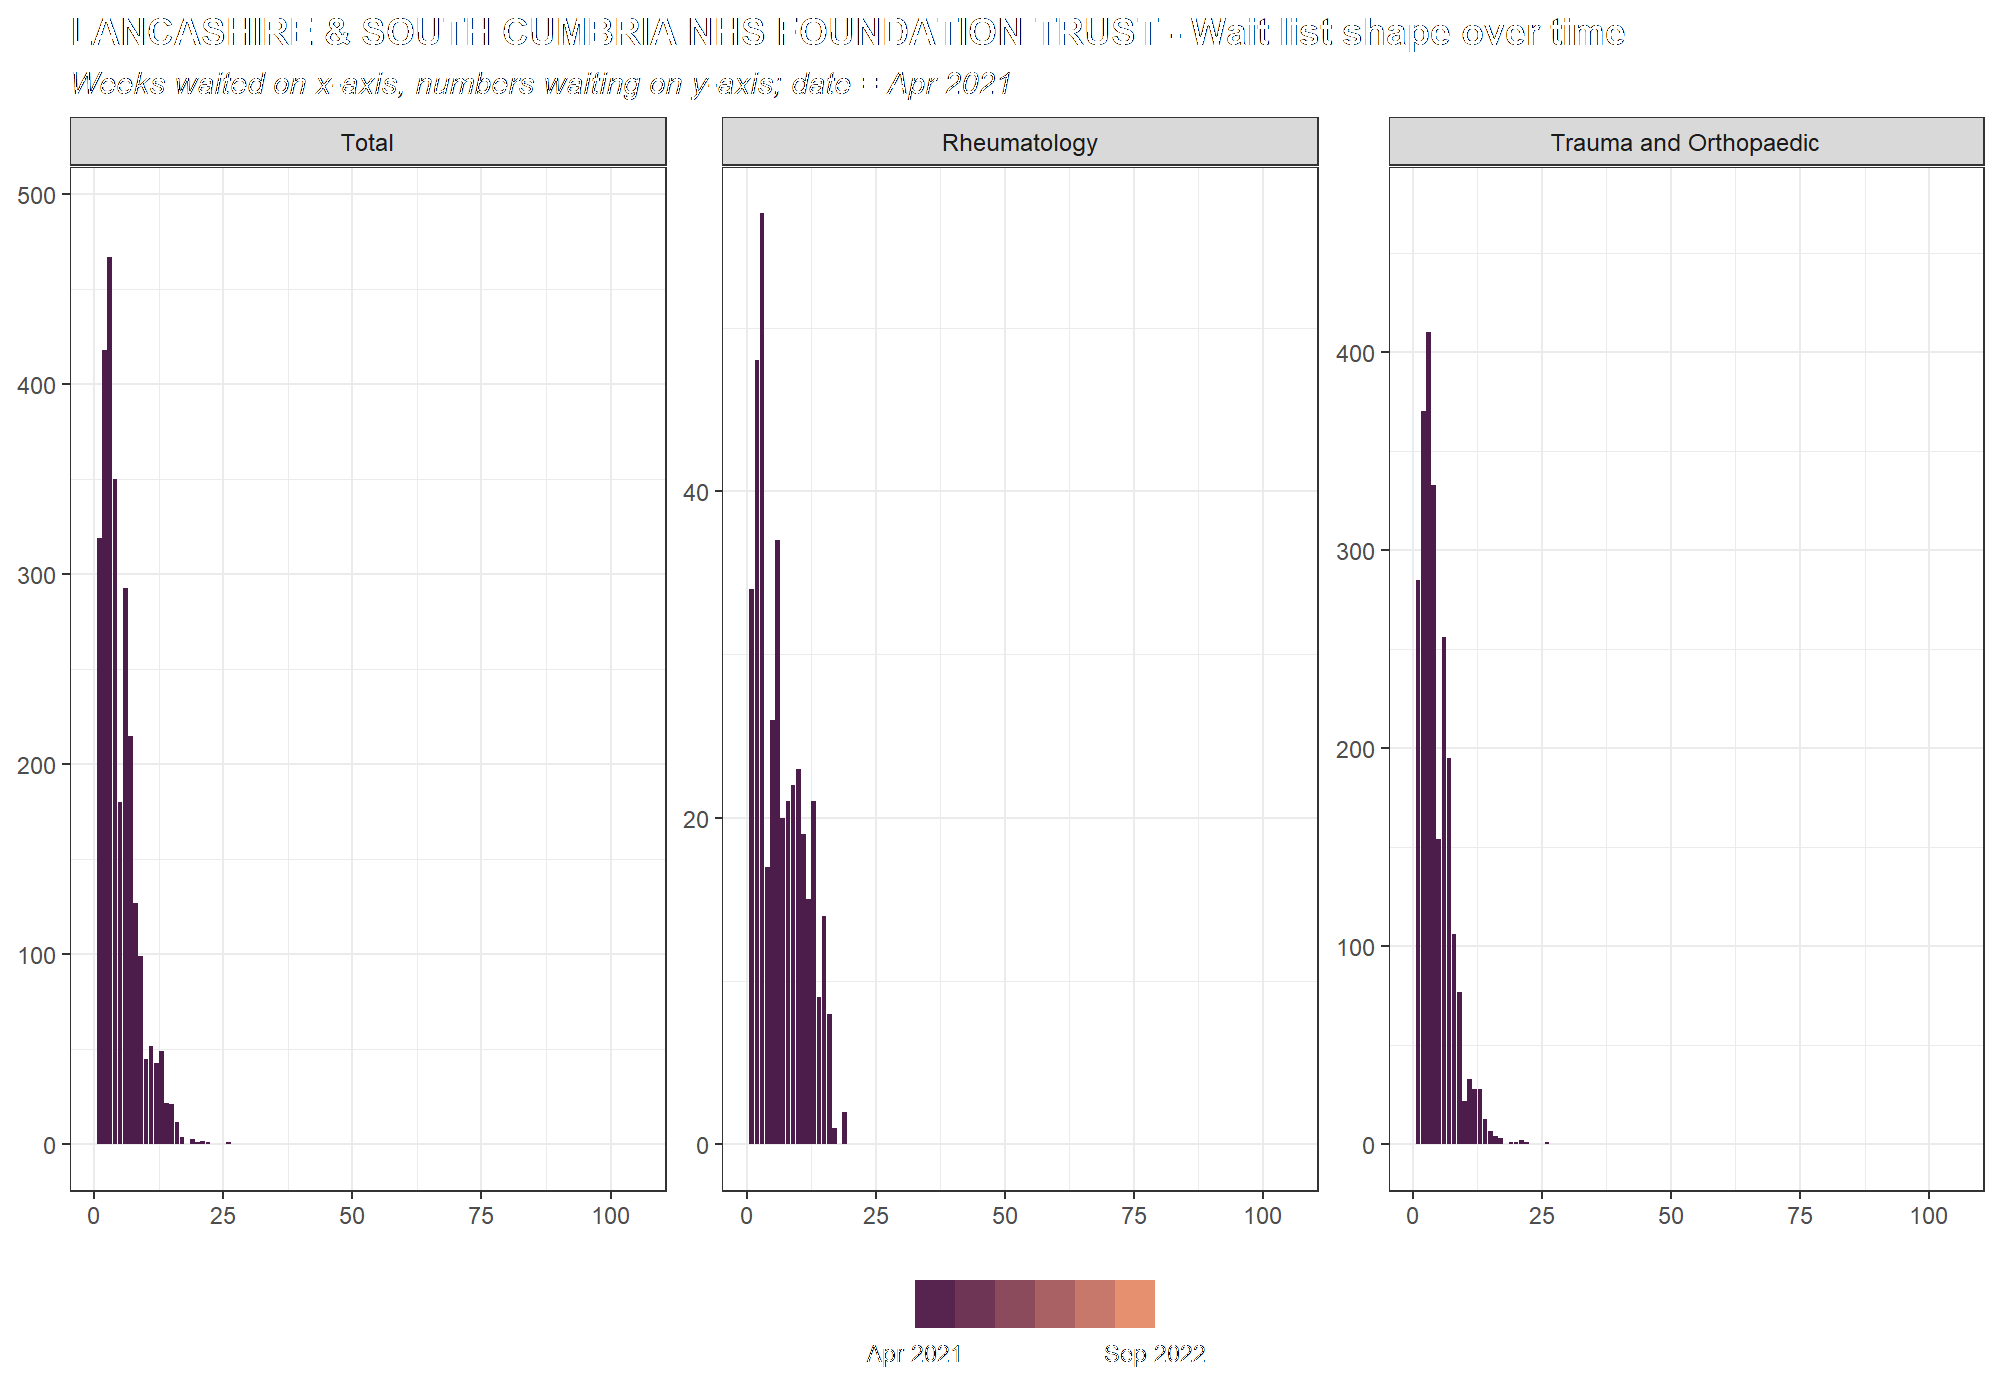 LANCASHIRE & SOUTH CUMBRIA NHS FOUNDATION TRUST - Wait list shape over time
Weeks waited on x-axis, numbers waiting on y-axis; date = Apr 2021
Total
Rheumatology
Trauma and Orthopaedic
500
400
300
200
100
0
40
20
0
400
300
200
100
0
0 25 50 75 100
0 25 50 75 100
0 25 50 75 100
Apr 2021
Sep 2022